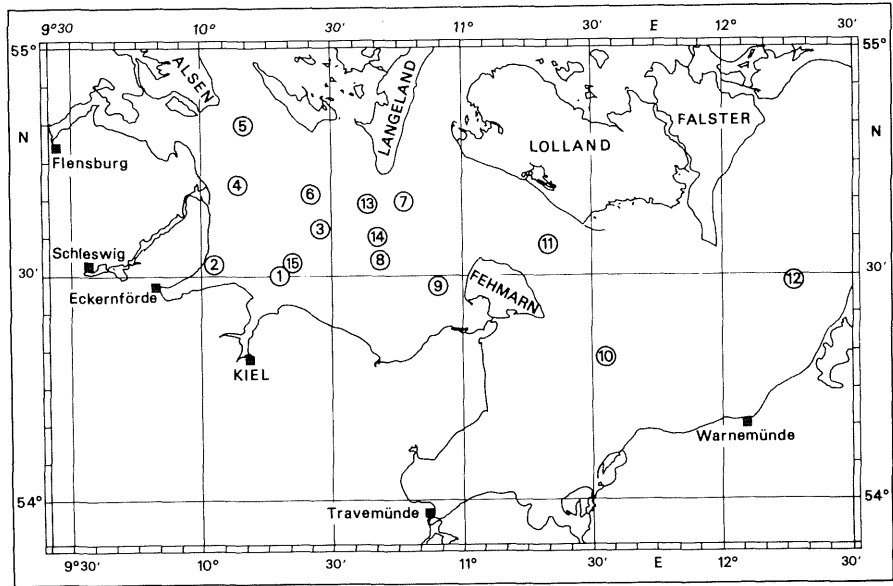 9°30′ 10° 30′ 11° 30′ E 12° 30′
55° 55°
ALSEN
LANGELAND
5
N N
FALSTER
LOLLAND
Flensburg
4 6 13 7
3 14 11
Schleswig
2 15 8
30′ 1 12 30′
Eckernförde
9 FEHMARN
10
KIEL
Warnemünde
54° 54°
Travemünde
9°30′ 10° 30′ 11° 30′ E 12° 30′